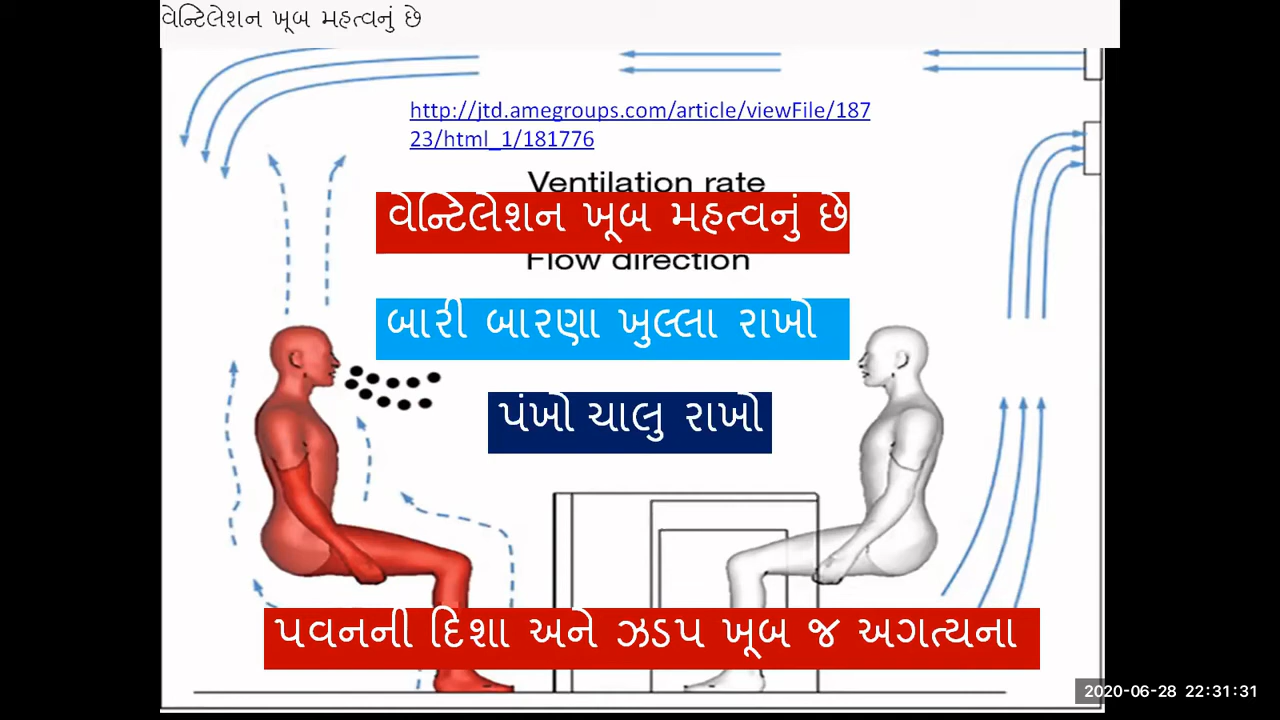 વેન્ટિલેશન ખૂબ મહત્વનું છે
http://jtd.amegroups.com/article/viewFile/187
23/html_1/181776
Ventilation rate
વેન્ટિલેશન ખૂબ મહત્વનું છે
Flow direction
બારી બારણા ખુલ્લા રાખો
પંખો ચાલુ રાખો
પવનની દિશા અને ઝડપ ખૂબ જ અગત્યના
2020-06-28 22:31:31